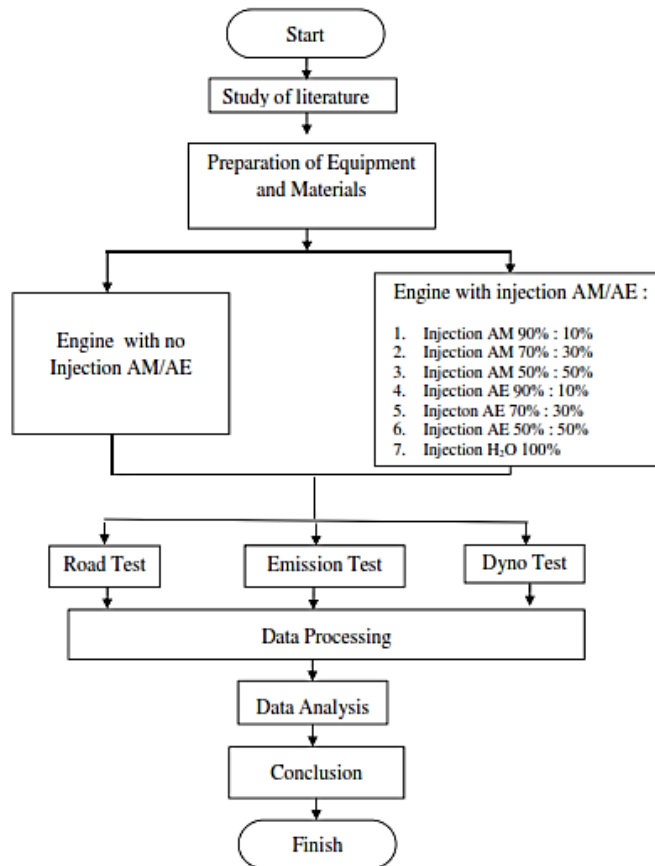 Start
Study of literature
Preparation of Equipment
and Materials
Engine with no
Injection AM/AE
Engine with injection AM/AE :
1. Injection AM 90% : 10%
2. Injection AM 70% : 30%
3. Injection AM 50% : 50%
4. Injection AE 90% : 10%
5. Injecton AE 70% : 30%
6. Injection AE 50% : 50%
7. Injection H₂O 100%
Road Test
Emission Test
Dyno Test
Data Processing
Data Analysis
Conclusion
Finish